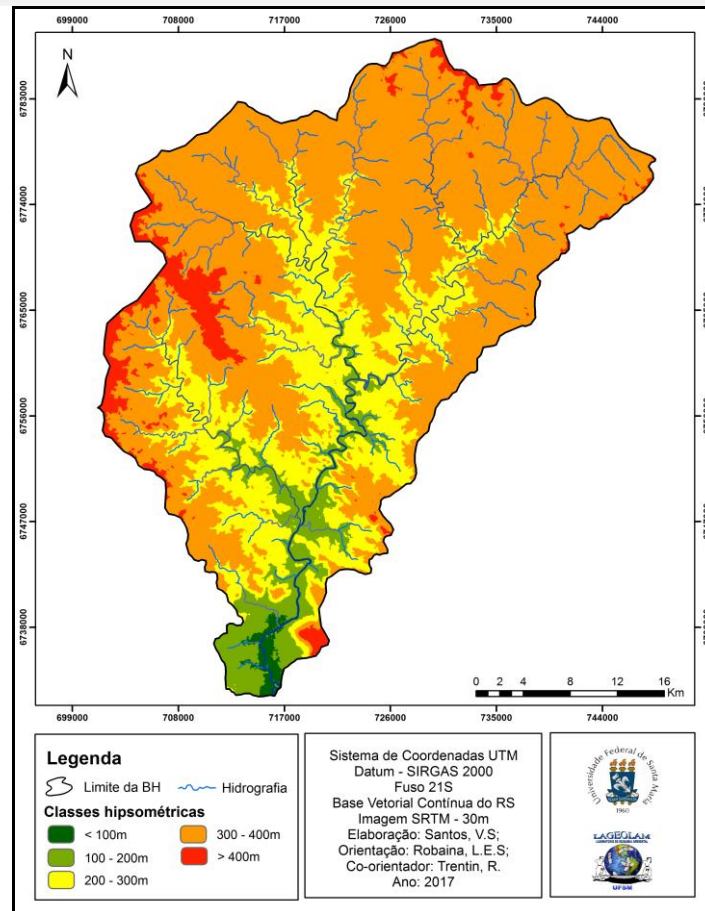 699000 708000 717000 726000 735000 744000
N
6783000
6774000
6765000
6756000
6747000
6738000
0 2 4 8 12 16
Km
699000 708000 717000 726000 735000 744000
Legenda
Limite da BH Hidrografia
Classes hipsométricas
< 100m 300 - 400m
100 - 200m > 400m
200 - 300m
Sistema de Coordenadas UTM
Datum - SIRGAS 2000
Fuso 21S
Base Vetorial Contínua do RS
Imagem SRTM - 30m
Elaboração: Santos, V.S;
Orientação: Robaina, L.E.S;
Co-orientador: Trentin, R.
Ano: 2017
Universidade Federal de Santa Maria
1960
LAGEOLAM
UFSM